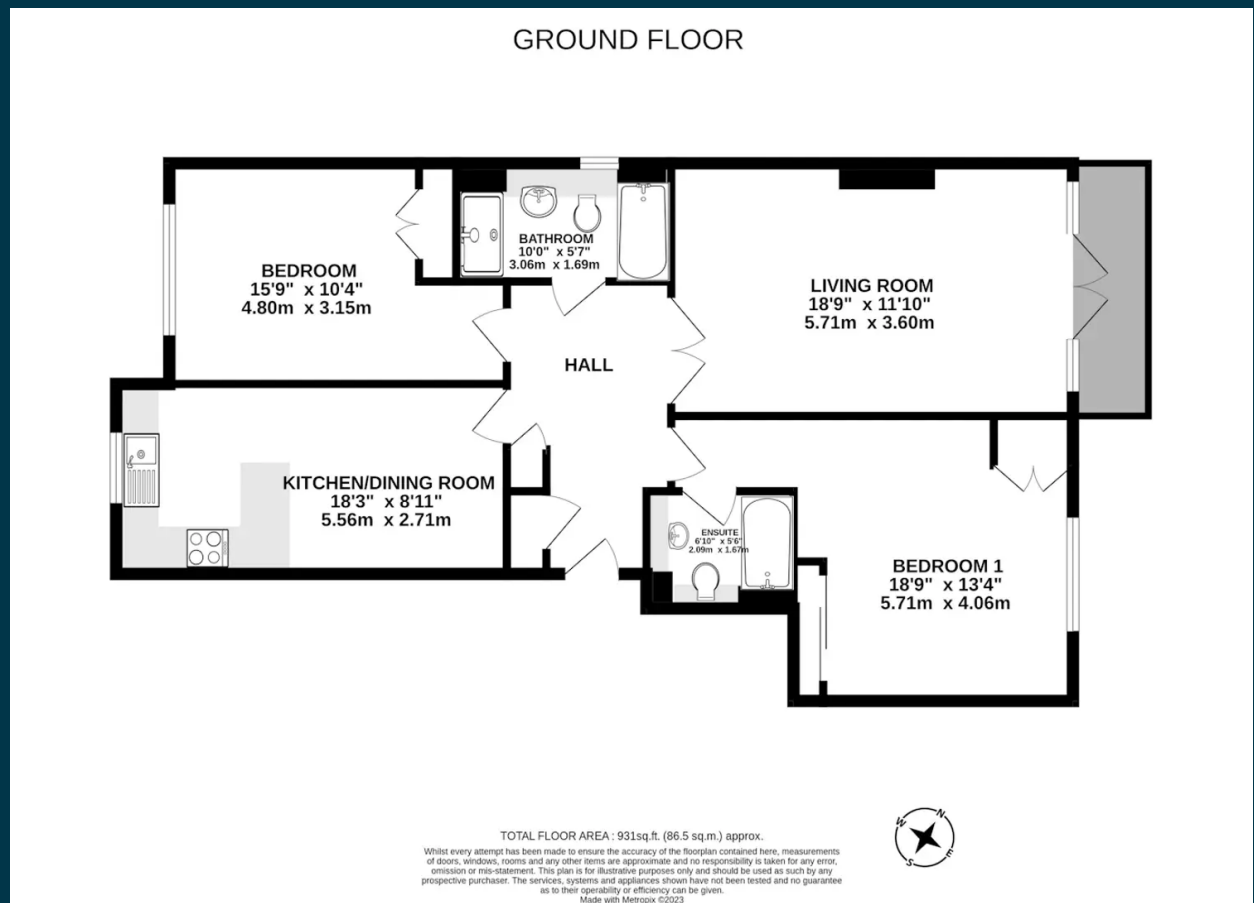 GROUND FLOOR
BATHROOM
10'0" x 5'7"
3.06m x 1.69m
BEDROOM
15'9" x 10'4"
4.80m x 3.15m
LIVING ROOM
18'9" x 11'10"
5.71m x 3.60m
HALL
KITCHEN/DINING ROOM
18'3" x 8'11"
5.56m x 2.71m
ENSUITE
6'10" x 5'6"
2.09m x 1.67m
BEDROOM 1
18'9" x 13'4"
5.71m x 4.06m
N
W
E
S
TOTAL FLOOR AREA : 931sq.ft. (86.5 sq.m.) approx.
Whilst every attempt has been made to ensure the accuracy of the floorplan contained here, measurements
of doors, windows, rooms and any other items are approximate and no responsibility is taken for any error,
omission or mis-statement. This plan is for illustrative purposes only and should be used as such by any
prospective purchaser. The services, systems and appliances shown have not been tested and no guarantee
as to their operability or efficiency can be given.
Made with Metropix ©2023